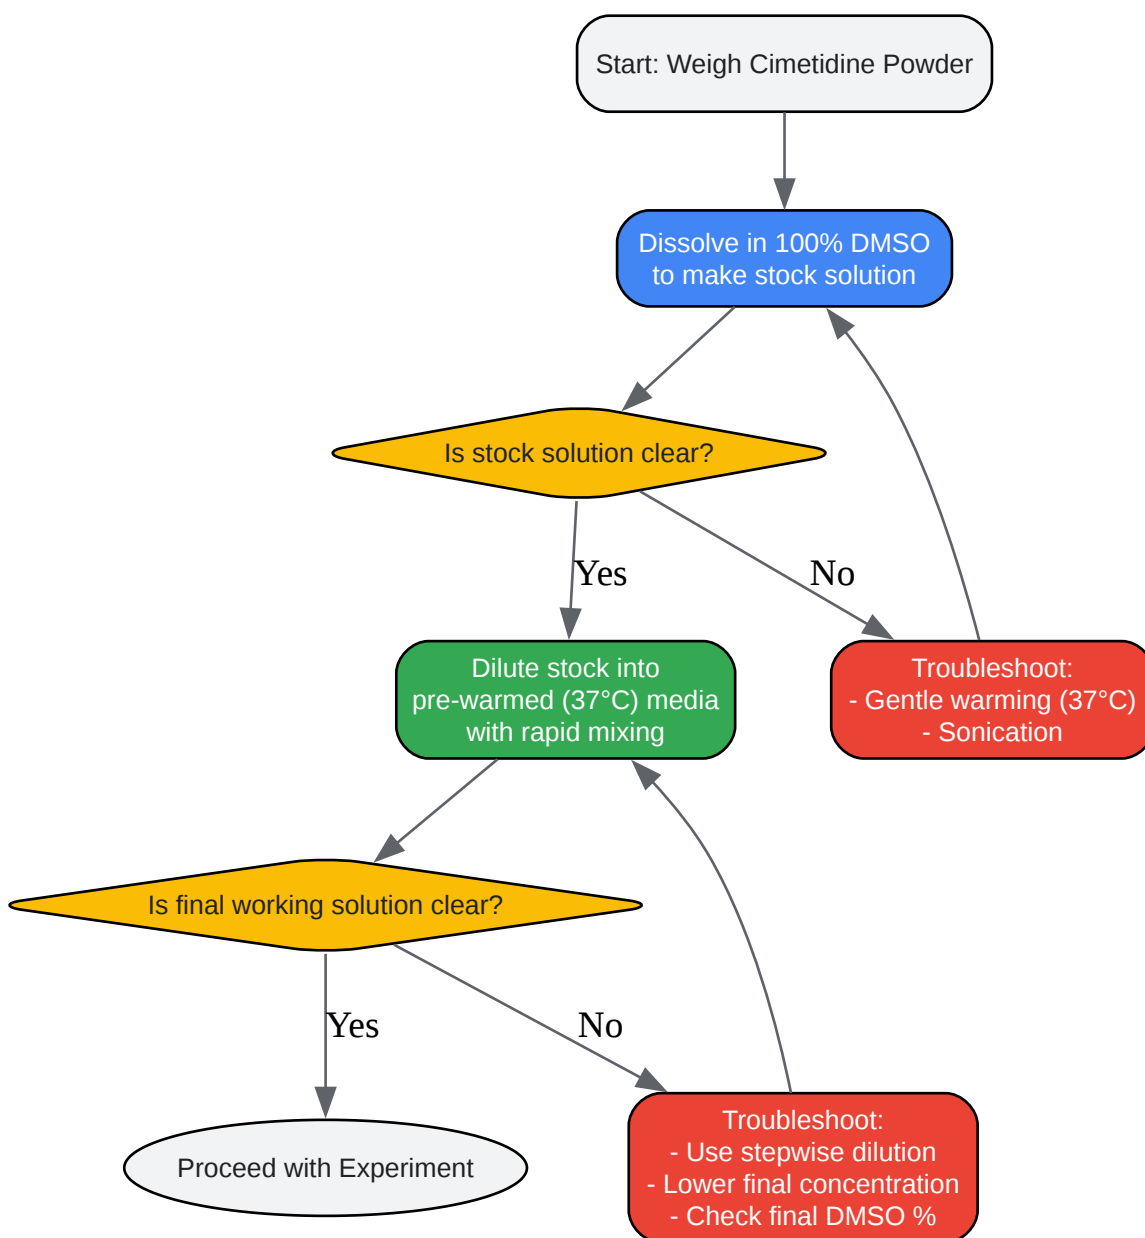 Start: Weigh Cimetidine Powder
Dissolve in 100% DMSO
to make stock solution
Is stock solution clear?
Yes
No
Dilute stock into
pre-warmed (37°C) media
with rapid mixing
Troubleshoot:
- Gentle warming (37°C)
- Sonication
Is final working solution clear?
Yes
No
Proceed with Experiment
Troubleshoot:
- Use stepwise dilution
- Lower final concentration
- Check final DMSO %